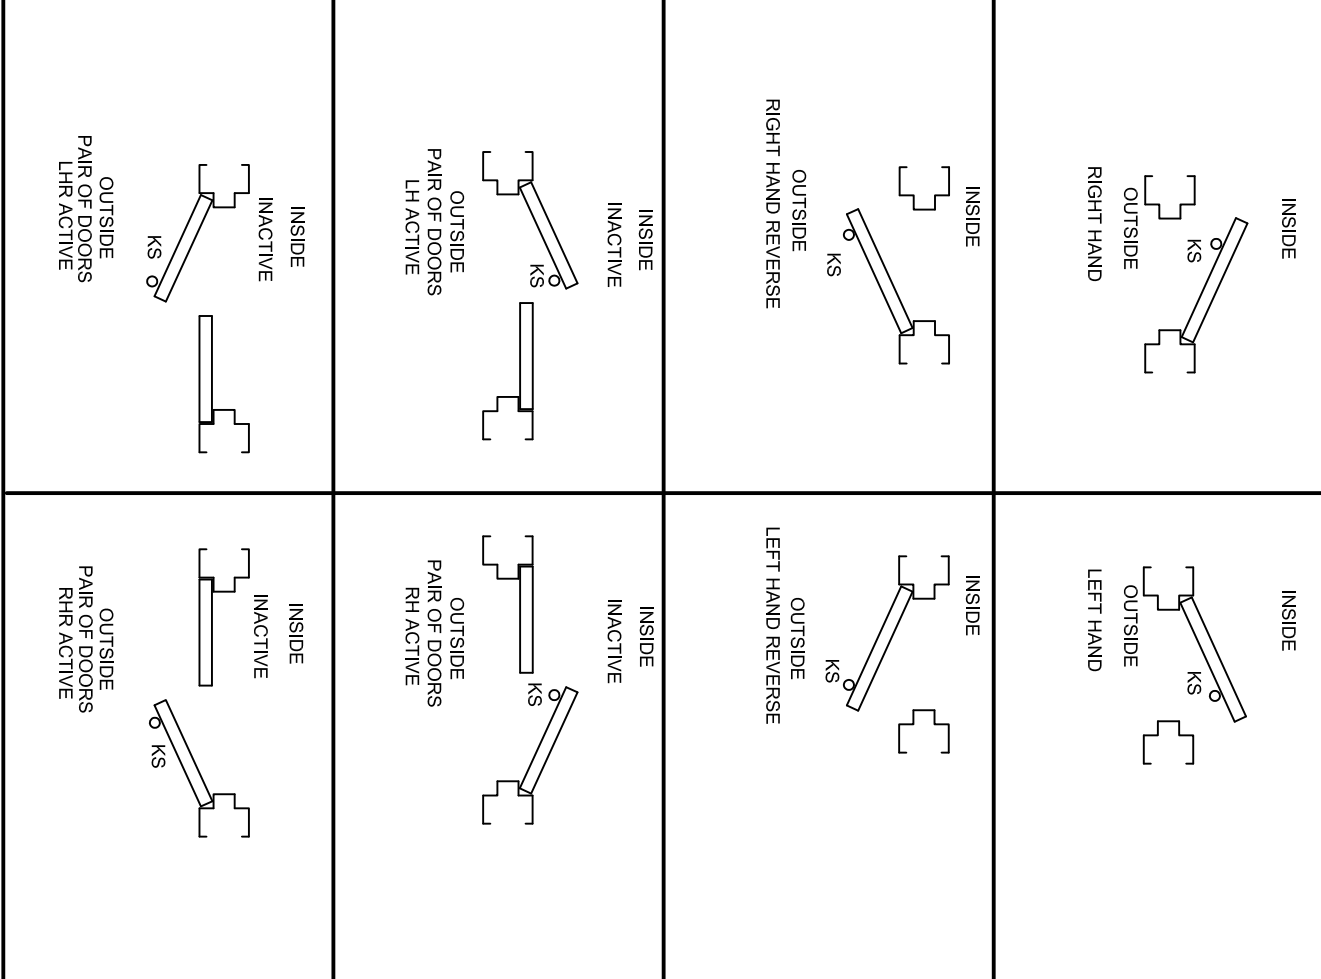 INSIDE
KS
OUTSIDE
RIGHT HAND
INSIDE
KS
OUTSIDE
LEFT HAND
INSIDE
KS
OUTSIDE
RIGHT HAND REVERSE
INSIDE
KS
OUTSIDE
LEFT HAND REVERSE
INSIDE
INACTIVE
KS
OUTSIDE
PAIR OF DOORS
LH ACTIVE
INSIDE
INACTIVE
KS
OUTSIDE
PAIR OF DOORS
RH ACTIVE
INSIDE
INACTIVE
KS
OUTSIDE
PAIR OF DOORS
LHR ACTIVE
INSIDE
INACTIVE
KS
OUTSIDE
PAIR OF DOORS
RHR ACTIVE